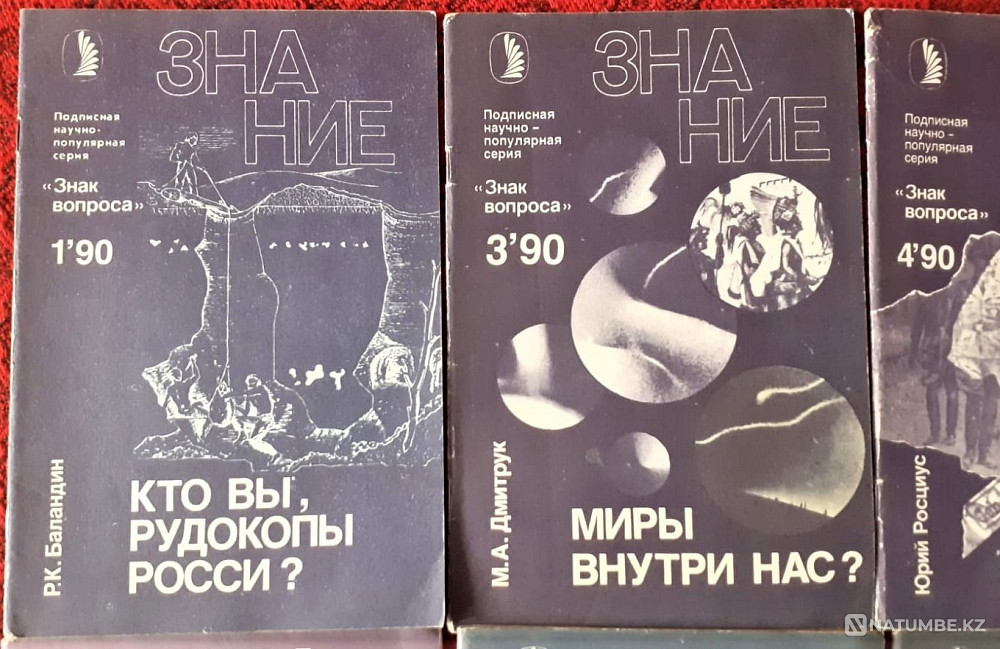 ЗНА
НИЕ
Подписная
научно-
популярная
серия
«Знак
вопроса»
1'90
Р.К. Баландин
КТО ВЫ,
РУДОКОПЫ
РОССИ?
ЗНА
НИЕ
Подписная
научно-
популярная
серия
«Знак
вопроса»
3'90
М.А. Дмитрук
МИРЫ
ВНУТРИ НАС?
Подписная
научно-
популярная
серия
«Знак
вопроса»
4'90
Юрий Росциус
NATUMBE.KZ